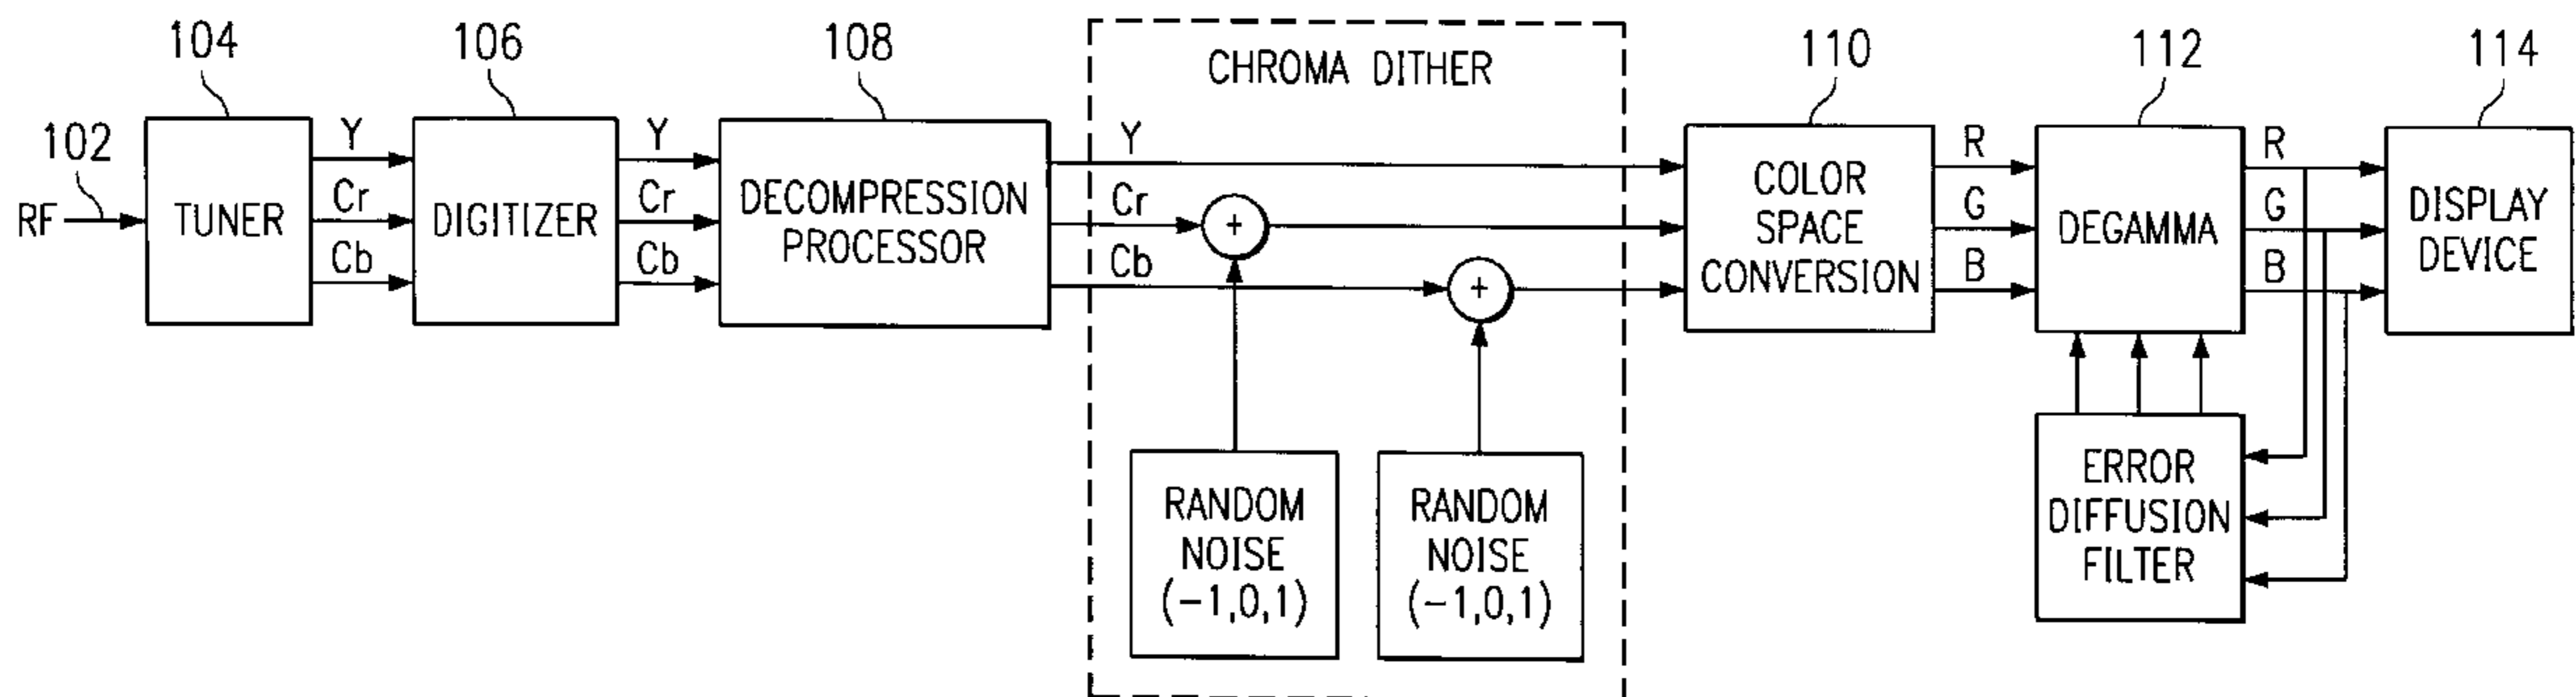 104
106
108
CHROMA DITHER
110
112
114
102
RF
TUNER
Y
Cr
Cb
DIGITIZER
Y
Cr
Cb
DECOMPRESSION
PROCESSOR
Y
Cr
Cb
+
+
RANDOM
NOISE
(−1,0,1)
RANDOM
NOISE
(−1,0,1)
COLOR
SPACE
CONVERSION
R
G
B
DEGAMMA
R
G
B
DISPLAY
DEVICE
ERROR
DIFFUSION
FILTER